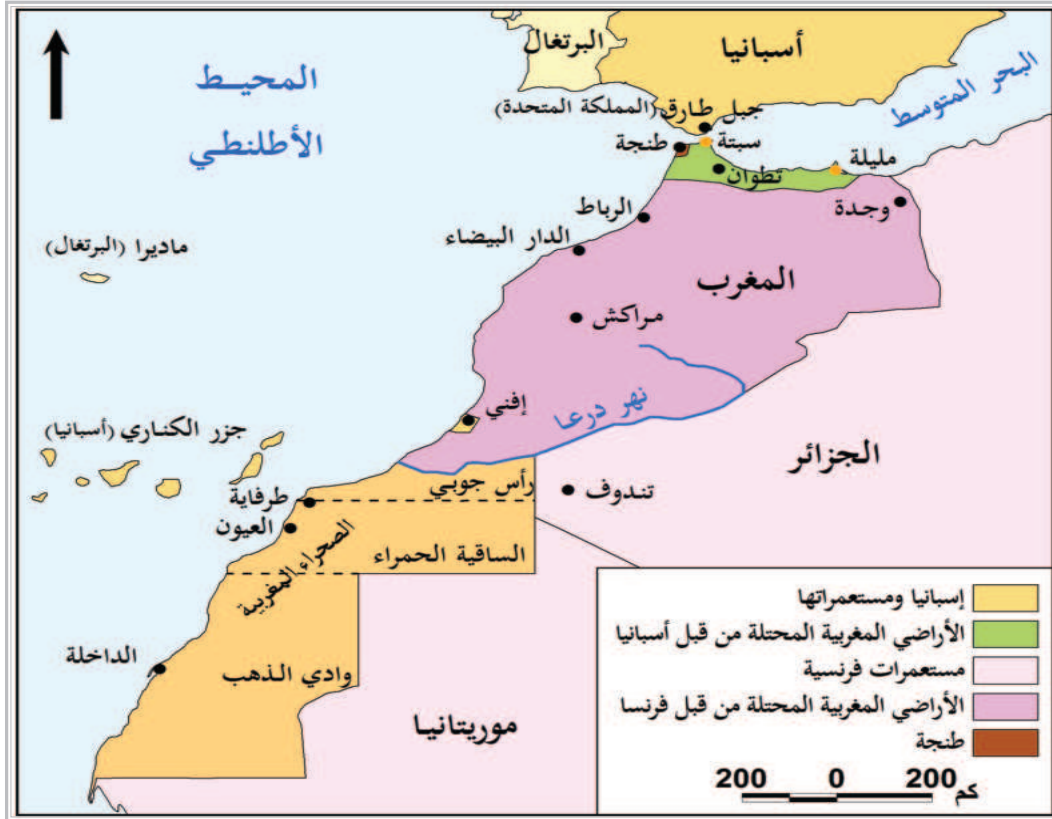 أسبانيا
البرتغال
البحر المتوسط
المحيــط
الأطلنطـي
جبل طارق (المملكة المتحدة)
سبتة
طنجة
مليلة
تطوان
وجدة
الرباط
الدار البيضاء
ماديرا (البرتغال)
المغرب
مراكش
إفني
نهر درعا
جزر الكناري (أسبانيا)
الجزائر
رأس جوبي
تندوف
طرفاية
العيون
الصحراء المغربية
الساقية الحمراء
الداخلة
وادي الذهب
موريتانيا
إسبانيا ومستعمراتها
الأراضي المغربية المحتلة من قبل أسبانيا
مستعمرات فرنسية
الأراضي المغربية المحتلة من قبل فرنسا
طنجة
200 0 200 كم